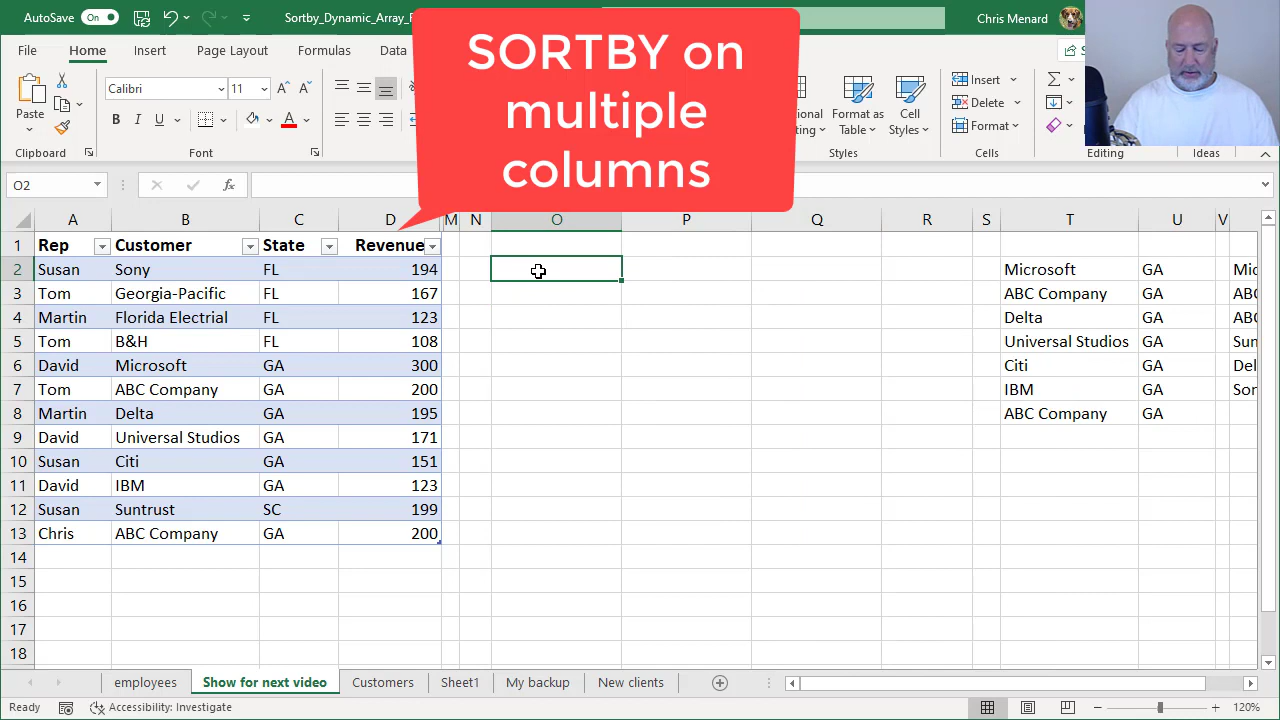 AutoSave On Sortby_Dynamic_Array_ Chris Menard
File Home Insert Page Layout Formulas Data
SORTBY on
multiple
columns
Paste Calibri 11 Format as Cell Insert
B I U A Table Styles Delete
Format
Clipboard Font Styles Cells Editing Ideas
O2 fx
A B C D M N O P Q R S T U V
1 Rep Customer State Revenue
2 Susan Sony FL 194 Microsoft GA
3 Tom Georgia-Pacific FL 167 ABC Company GA
4 Martin Florida Electrial FL 123 Delta GA
5 Tom B&H FL 108 Universal Studios GA
6 David Microsoft GA 300 Citi GA
7 Tom ABC Company GA 200 IBM GA
8 Martin Delta GA 195 ABC Company GA
9 David Universal Studios GA 171
10 Susan Citi GA 151
11 David IBM GA 123
12 Susan Suntrust SC 199
13 Chris ABC Company GA 200
14
15
16
17
18
employees Show for next video Customers Sheet1 My backup New clients
Ready Accessibility: Investigate 120%